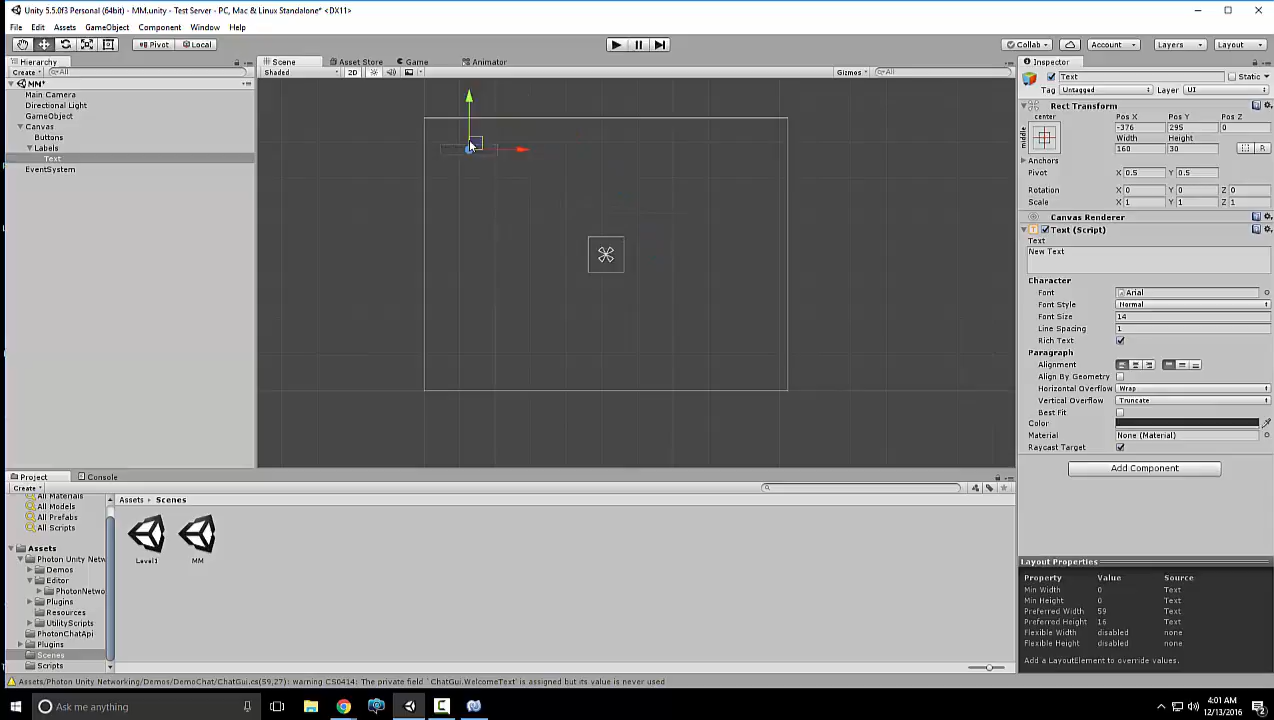 Unity 5.5.0f3 Personal (64bit) - MM.unity - Test Server - PC, Mac & Linux Standalone* <DX11>
File Edit Assets GameObject Component Window Help
Pivot Local Collab Account Layers Layout
Hierarchy Scene Asset Store Game Animator Inspector
Create All Shaded 2D Gizmos All Text Static
MM*
Tag Untagged Layer UI
Main Camera
Directional Light
GameObject
Canvas
Buttons
Labels
Text
EventSystem
Rect Transform
center Pos X Pos Y Pos Z
middle -376 295 0
Width Height
160 30 R
Anchors
Pivot X 0.5 Y 0.5
Rotation X 0 Y 0 Z 0
Scale X 1 Y 1 Z 1
Canvas Renderer
Text (Script)
Text
New Text
Character
Font Arial
Font Style Normal
Font Size 14
Line Spacing 1
Rich Text
Paragraph
Alignment
Align By Geometry
Horizontal Overflow Wrap
Vertical Overflow Truncate
Best Fit
Color
Material None (Material)
Raycast Target
Add Component
Project Console
Create
All Materials
All Models
All Prefabs
All Scripts
Assets
Photon Unity Netw
Demos
Editor
PhotonNetwo
Plugins
Resources
UtilityScripts
PhotonChatApi
Plugins
Scenes
Scripts
Assets Scenes
Level1 MM
Layout Properties
Property Value Source
Min Width 0 Text
Min Height 0 Text
Preferred Width 59 Text
Preferred Height 16 Text
Flexible Width disabled none
Flexible Height disabled none
Add a LayoutElement to override values.
Assets/Photon Unity Networking/Demos/DemoChat/ChatGui.cs(59,27): warning CS0414: The private field `ChatGui.WelcomeText' is assigned but its value is never used
Ask me anything
4:01 AM
12/13/2016
2